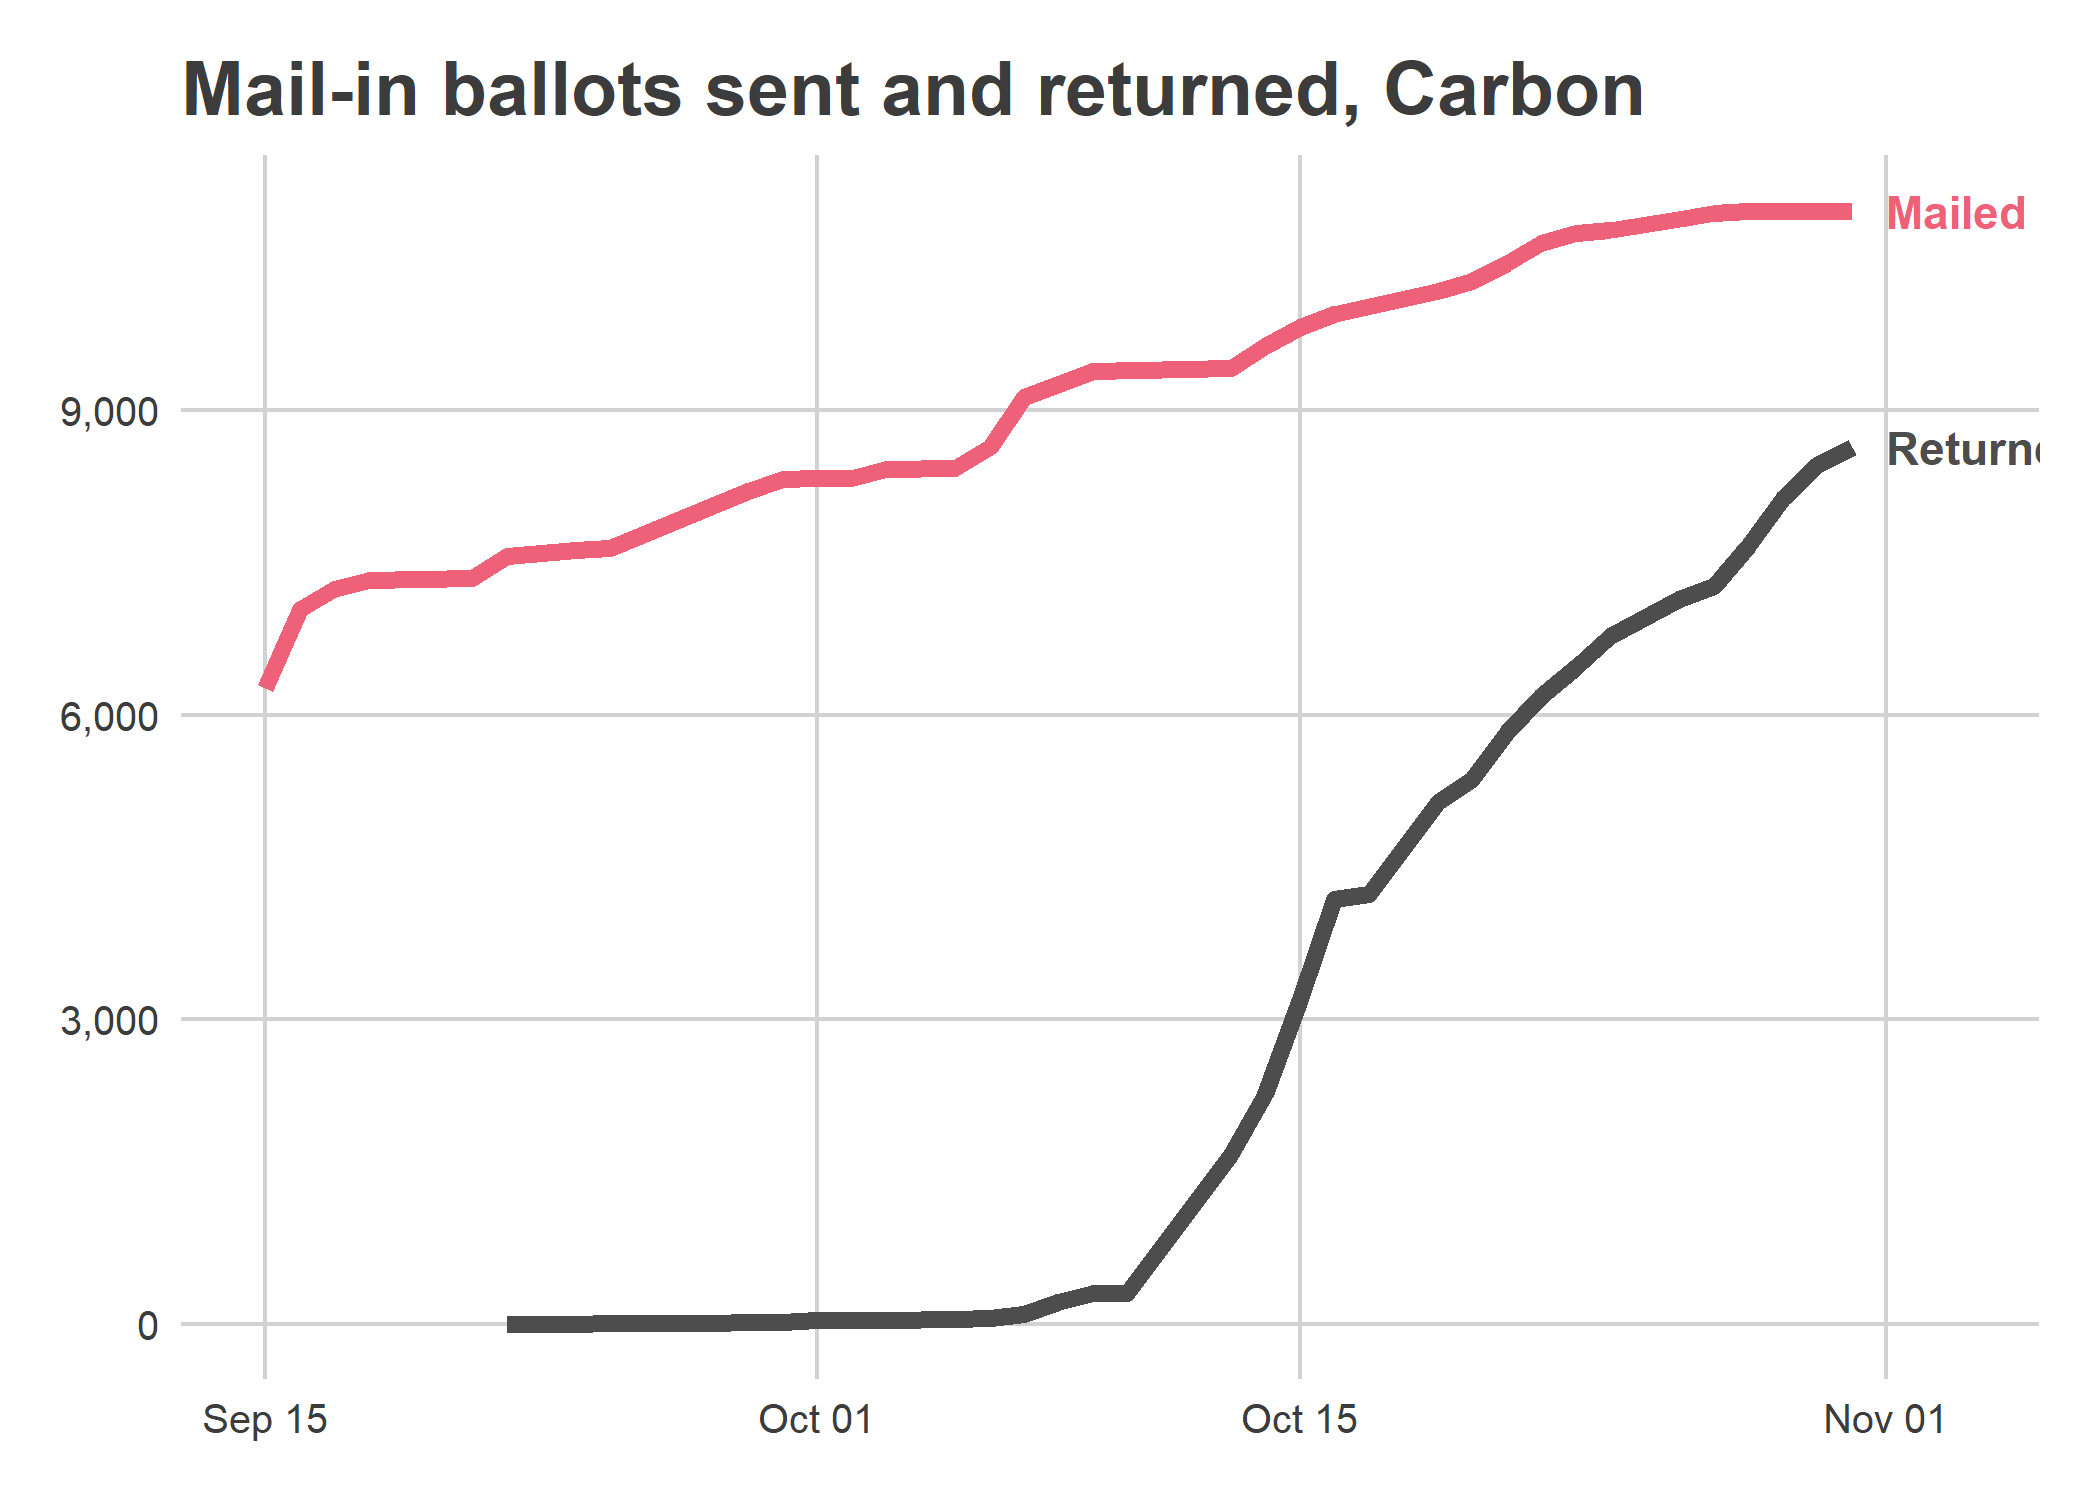 Mail-in ballots sent and returned, Carbon
Mailed
9,000
Returne
6,000
3,000
0
Sep 15 Oct 01 Oct 15 Nov 01